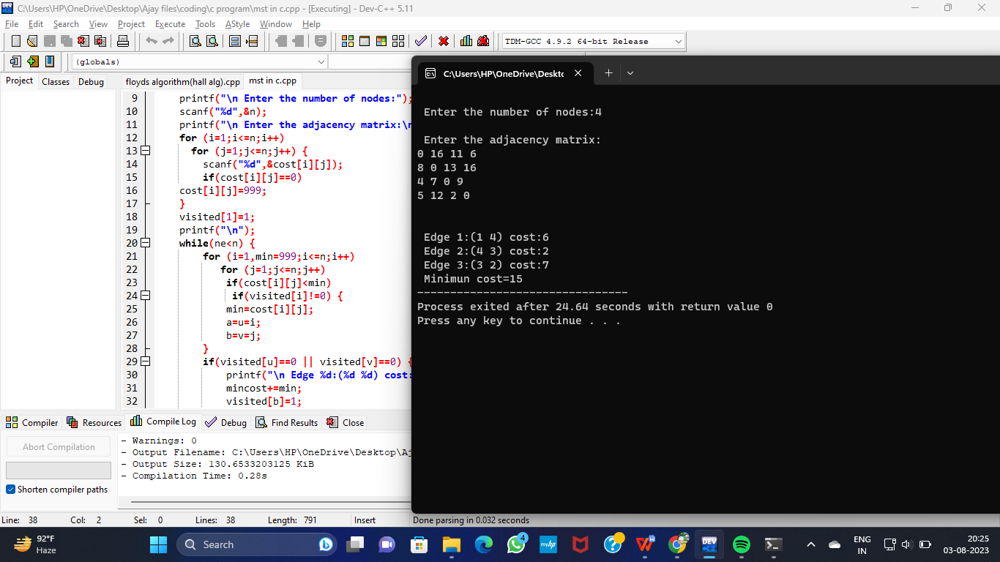 C:\Users\HP\OneDrive\Desktop\Ajay files\coding\c program\mst in c.cpp - [Executing] - Dev-C++ 5.11
File Edit Search View Project Execute Tools AStyle Window Help
TDM-GCC 4.9.2 64-bit Release
(globals)
Project Classes Debug
floyds algorithm(hall alg).cpp mst in c.cpp
9 printf("\n Enter the number of nodes:");
10 scanf("%d",&n);
11 printf("\n Enter the adjacency matrix:\n
12 for (i=1;i<=n;i++)
13 for (j=1;j<=n;j++) {
14 scanf("%d",&cost[i][j]);
15 if(cost[i][j]==0)
16 cost[i][j]=999;
17 }
18 visited[1]=1;
19 printf("\n");
20 while(ne<n) {
21 for (i=1,min=999;i<=n;i++)
22 for (j=1;j<=n;j++)
23 if(cost[i][j]<min)
24 if(visited[i]!=0) {
25 min=cost[i][j];
26 a=u=i;
27 b=v=j;
28 }
29 if(visited[u]==0 || visited[v]==0) {
30 printf("\n Edge %d:(%d %d) cost:
31 mincost+=min;
32 visited[b]=1;
C:\Users\HP\OneDrive\Deskto
Enter the number of nodes:4
Enter the adjacency matrix:
0 16 11 6
8 0 13 16
4 7 0 9
5 12 2 0
Edge 1:(1 4) cost:6
Edge 2:(4 3) cost:2
Edge 3:(3 2) cost:7
Minimun cost=15
--------------------------------
Process exited after 24.64 seconds with return value 0
Press any key to continue . . .
Compiler Resources Compile Log Debug Find Results Close
Abort Compilation
Shorten compiler paths
- Warnings: 0
- Output Filename: C:\Users\HP\OneDrive\Desktop\Aj
- Output Size: 130.6533203125 KiB
- Compilation Time: 0.28s
Line: 38 Col: 2 Sel: 0 Lines: 38 Length: 791 Insert Done parsing in 0.032 seconds
92°F
Haze
Search
4
myhp
DEV
ENG
IN
20:25
03-08-2023